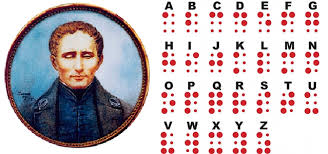 A B C D E F G
H I J K L M N
O P Q R S T U
V W X Y Z